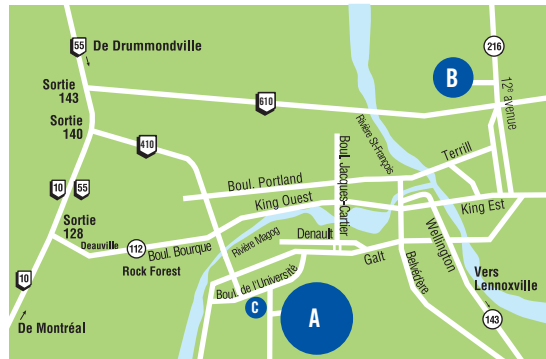 55
De Drummondville
216
Sortie
143
B
12e avenue
610
Sortie
140
410
Rivière St-François
Boul. Jacques-Cartier
Terrill
10
55
Boul. Portland
King Ouest
King Est
Sortie
128
Deauville
112
Boul. Bourque
Rock Forest
Rivière Magog
Denault
Galt
Belvédère
Wellington
Vers
Lennoxville
10
Boul. de l'Université
C
A
143
De Montréal